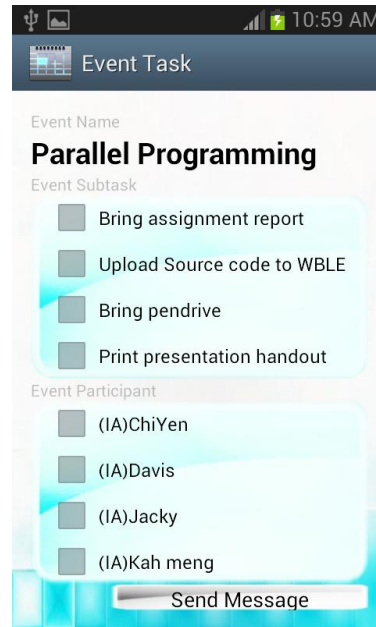 10:59 AM
Event Task
Event Name
Parallel Programming
Event Subtask
Bring assignment report
Upload Source code to WBLE
Bring pendrive
Print presentation handout
Event Participant
(IA)ChiYen
(IA)Davis
(IA)Jacky
(IA)Kah meng
Send Message